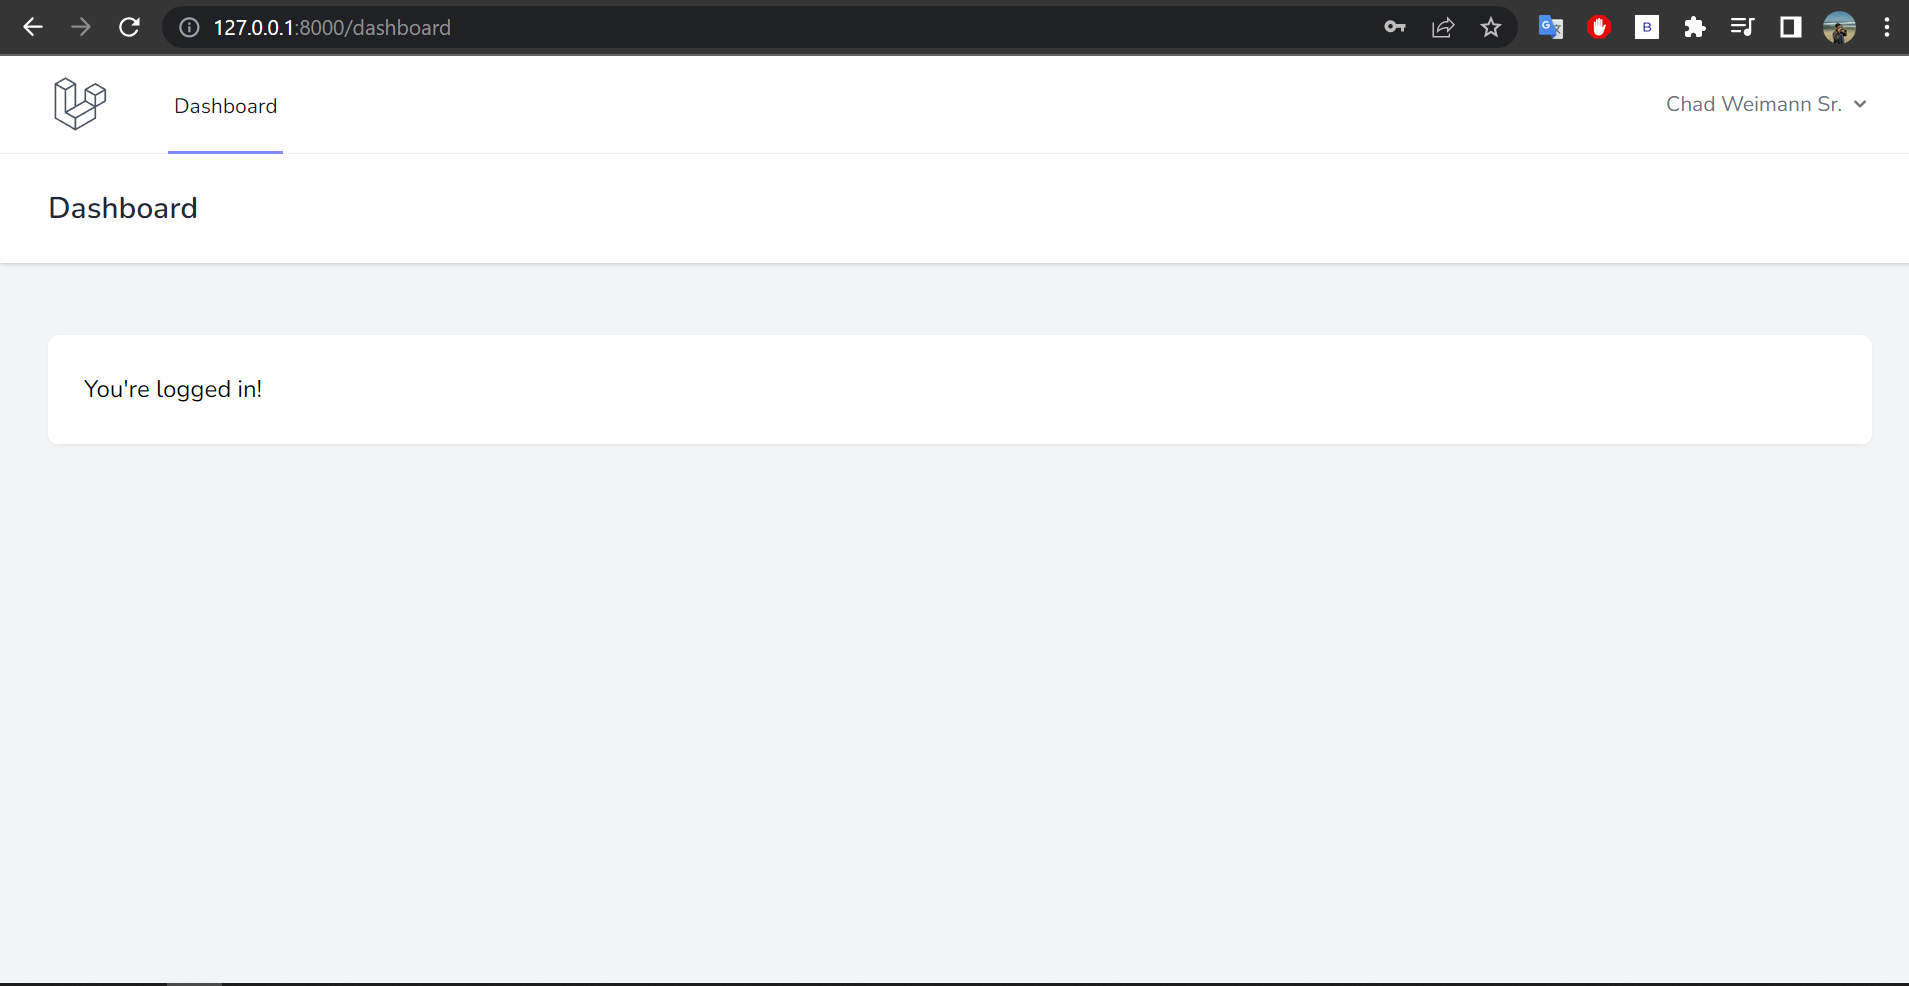 127.0.0.1:8000/dashboard
B
Dashboard
Chad Weimann Sr.
Dashboard
You're logged in!